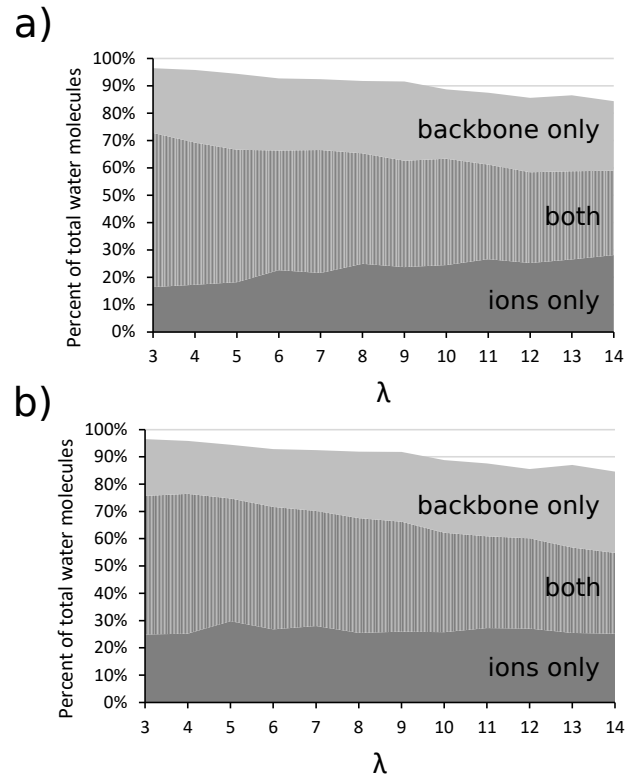 a)
Percent of total water molecules
100%
90%
80%
70%
60%
50%
40%
30%
20%
10%
0%
backbone only
both
ions only
3 4 5 6 7 8 9 10 11 12 13 14
λ
b)
Percent of total water molecules
100%
90%
80%
70%
60%
50%
40%
30%
20%
10%
0%
backbone only
both
ions only
3 4 5 6 7 8 9 10 11 12 13 14
λ